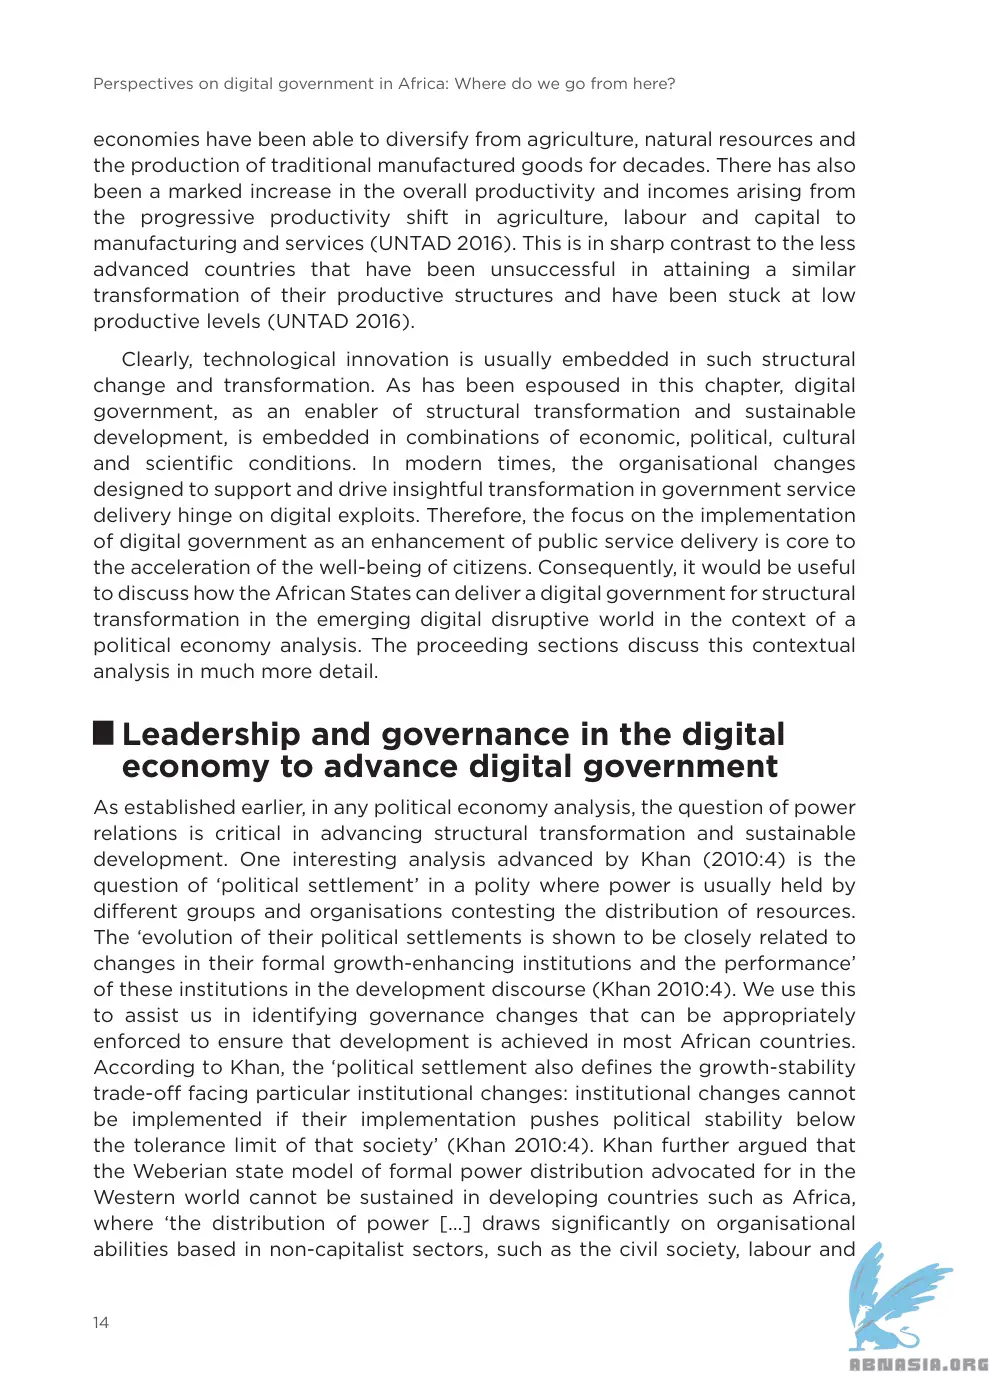 Perspectives on digital government in Africa: Where do we go from here?
economies have been able to diversify from agriculture, natural resources and
the production of traditional manufactured goods for decades. There has also
been a marked increase in the overall productivity and incomes arising from
the progressive productivity shift in agriculture, labour and capital to
manufacturing and services (UNTAD 2016). This is in sharp contrast to the less
advanced countries that have been unsuccessful in attaining a similar
transformation of their productive structures and have been stuck at low
productive levels (UNTAD 2016).
Clearly, technological innovation is usually embedded in such structural
change and transformation. As has been espoused in this chapter, digital
government, as an enabler of structural transformation and sustainable
development, is embedded in combinations of economic, political, cultural
and scientific conditions. In modern times, the organisational changes
designed to support and drive insightful transformation in government service
delivery hinge on digital exploits. Therefore, the focus on the implementation
of digital government as an enhancement of public service delivery is core to
the acceleration of the well-being of citizens. Consequently, it would be useful
to discuss how the African States can deliver a digital government for structural
transformation in the emerging digital disruptive world in the context of a
political economy analysis. The proceeding sections discuss this contextual
analysis in much more detail.
Leadership and governance in the digital
economy to advance digital government
As established earlier, in any political economy analysis, the question of power
relations is critical in advancing structural transformation and sustainable
development. One interesting analysis advanced by Khan (2010:4) is the
question of ‘political settlement’ in a polity where power is usually held by
different groups and organisations contesting the distribution of resources.
The ‘evolution of their political settlements is shown to be closely related to
changes in their formal growth-enhancing institutions and the performance’
of these institutions in the development discourse (Khan 2010:4). We use this
to assist us in identifying governance changes that can be appropriately
enforced to ensure that development is achieved in most African countries.
According to Khan, the ‘political settlement also defines the growth-stability
trade-off facing particular institutional changes: institutional changes cannot
be implemented if their implementation pushes political stability below
the tolerance limit of that society’ (Khan 2010:4). Khan further argued that
the Weberian state model of formal power distribution advocated for in the
Western world cannot be sustained in developing countries such as Africa,
where ‘the distribution of power [...] draws significantly on organisational
abilities based in non-capitalist sectors, such as the civil society, labour and
14
ABNASIA.ORG